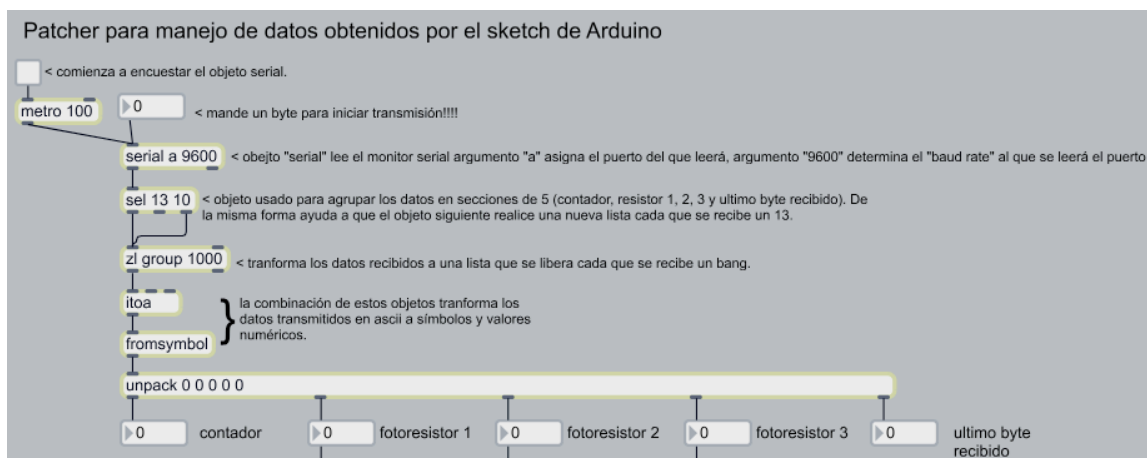 Patcher para manejo de datos obtenidos por el sketch de Arduino
< comienza a encuestar el objeto serial.
metro 100
0
< mande un byte para iniciar transmisión!!!!
serial a 9600
< obejto "serial" lee el monitor serial argumento "a" asigna el puerto del que leerá, argumento "9600" determina el "baud rate" al que se leerá el puerto
sel 13 10
< objeto usado para agrupar los datos en secciones de 5 (contador, resistor 1, 2, 3 y ultimo byte recibido). De
la misma forma ayuda a que el objeto siguiente realice una nueva lista cada que se recibe un 13.
zl group 1000
< tranforma los datos recibidos a una lista que se libera cada que se recibe un bang.
itoa
fromsymbol
}
la combinación de estos objetos tranforma los
datos transmitidos en ascii a símbolos y valores
numéricos.
unpack 0 0 0 0 0
0 contador
0 fotoresistor 1
0 fotoresistor 2
0 fotoresistor 3
0 ultimo byte
recibido